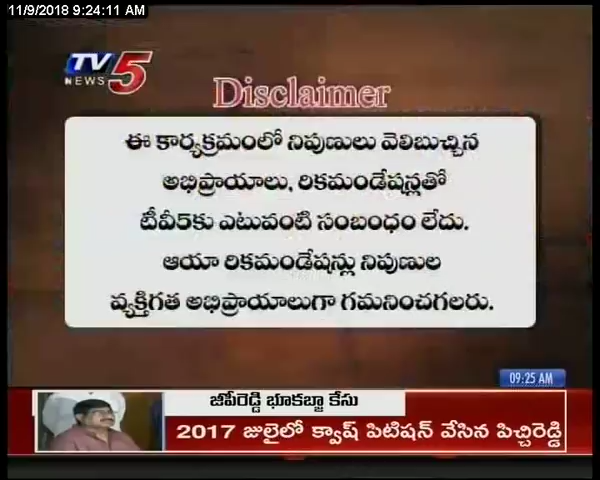 11/9/2018 9:24:11 AM
TV5
NEWS
Disclaimer
ఈ కార్యక్రమంలో నిపుణులు వెలిబుచ్చిన
అభిప్రాయాలు, రికమండేషన్లతో
టీవీ5కు ఎటువంటి సంబంధం లేదు.
ఆయా రికమండేషన్లు నిపుణుల
వ్యక్తిగత అభిప్రాయాలుగా గమనించగలరు.
09:25 AM
జీపీరెడ్డి భూకబ్జా కేసు
2017 జులైలో క్వాష్ పిటిషన్ వేసిన పిచ్చిరెడ్డి